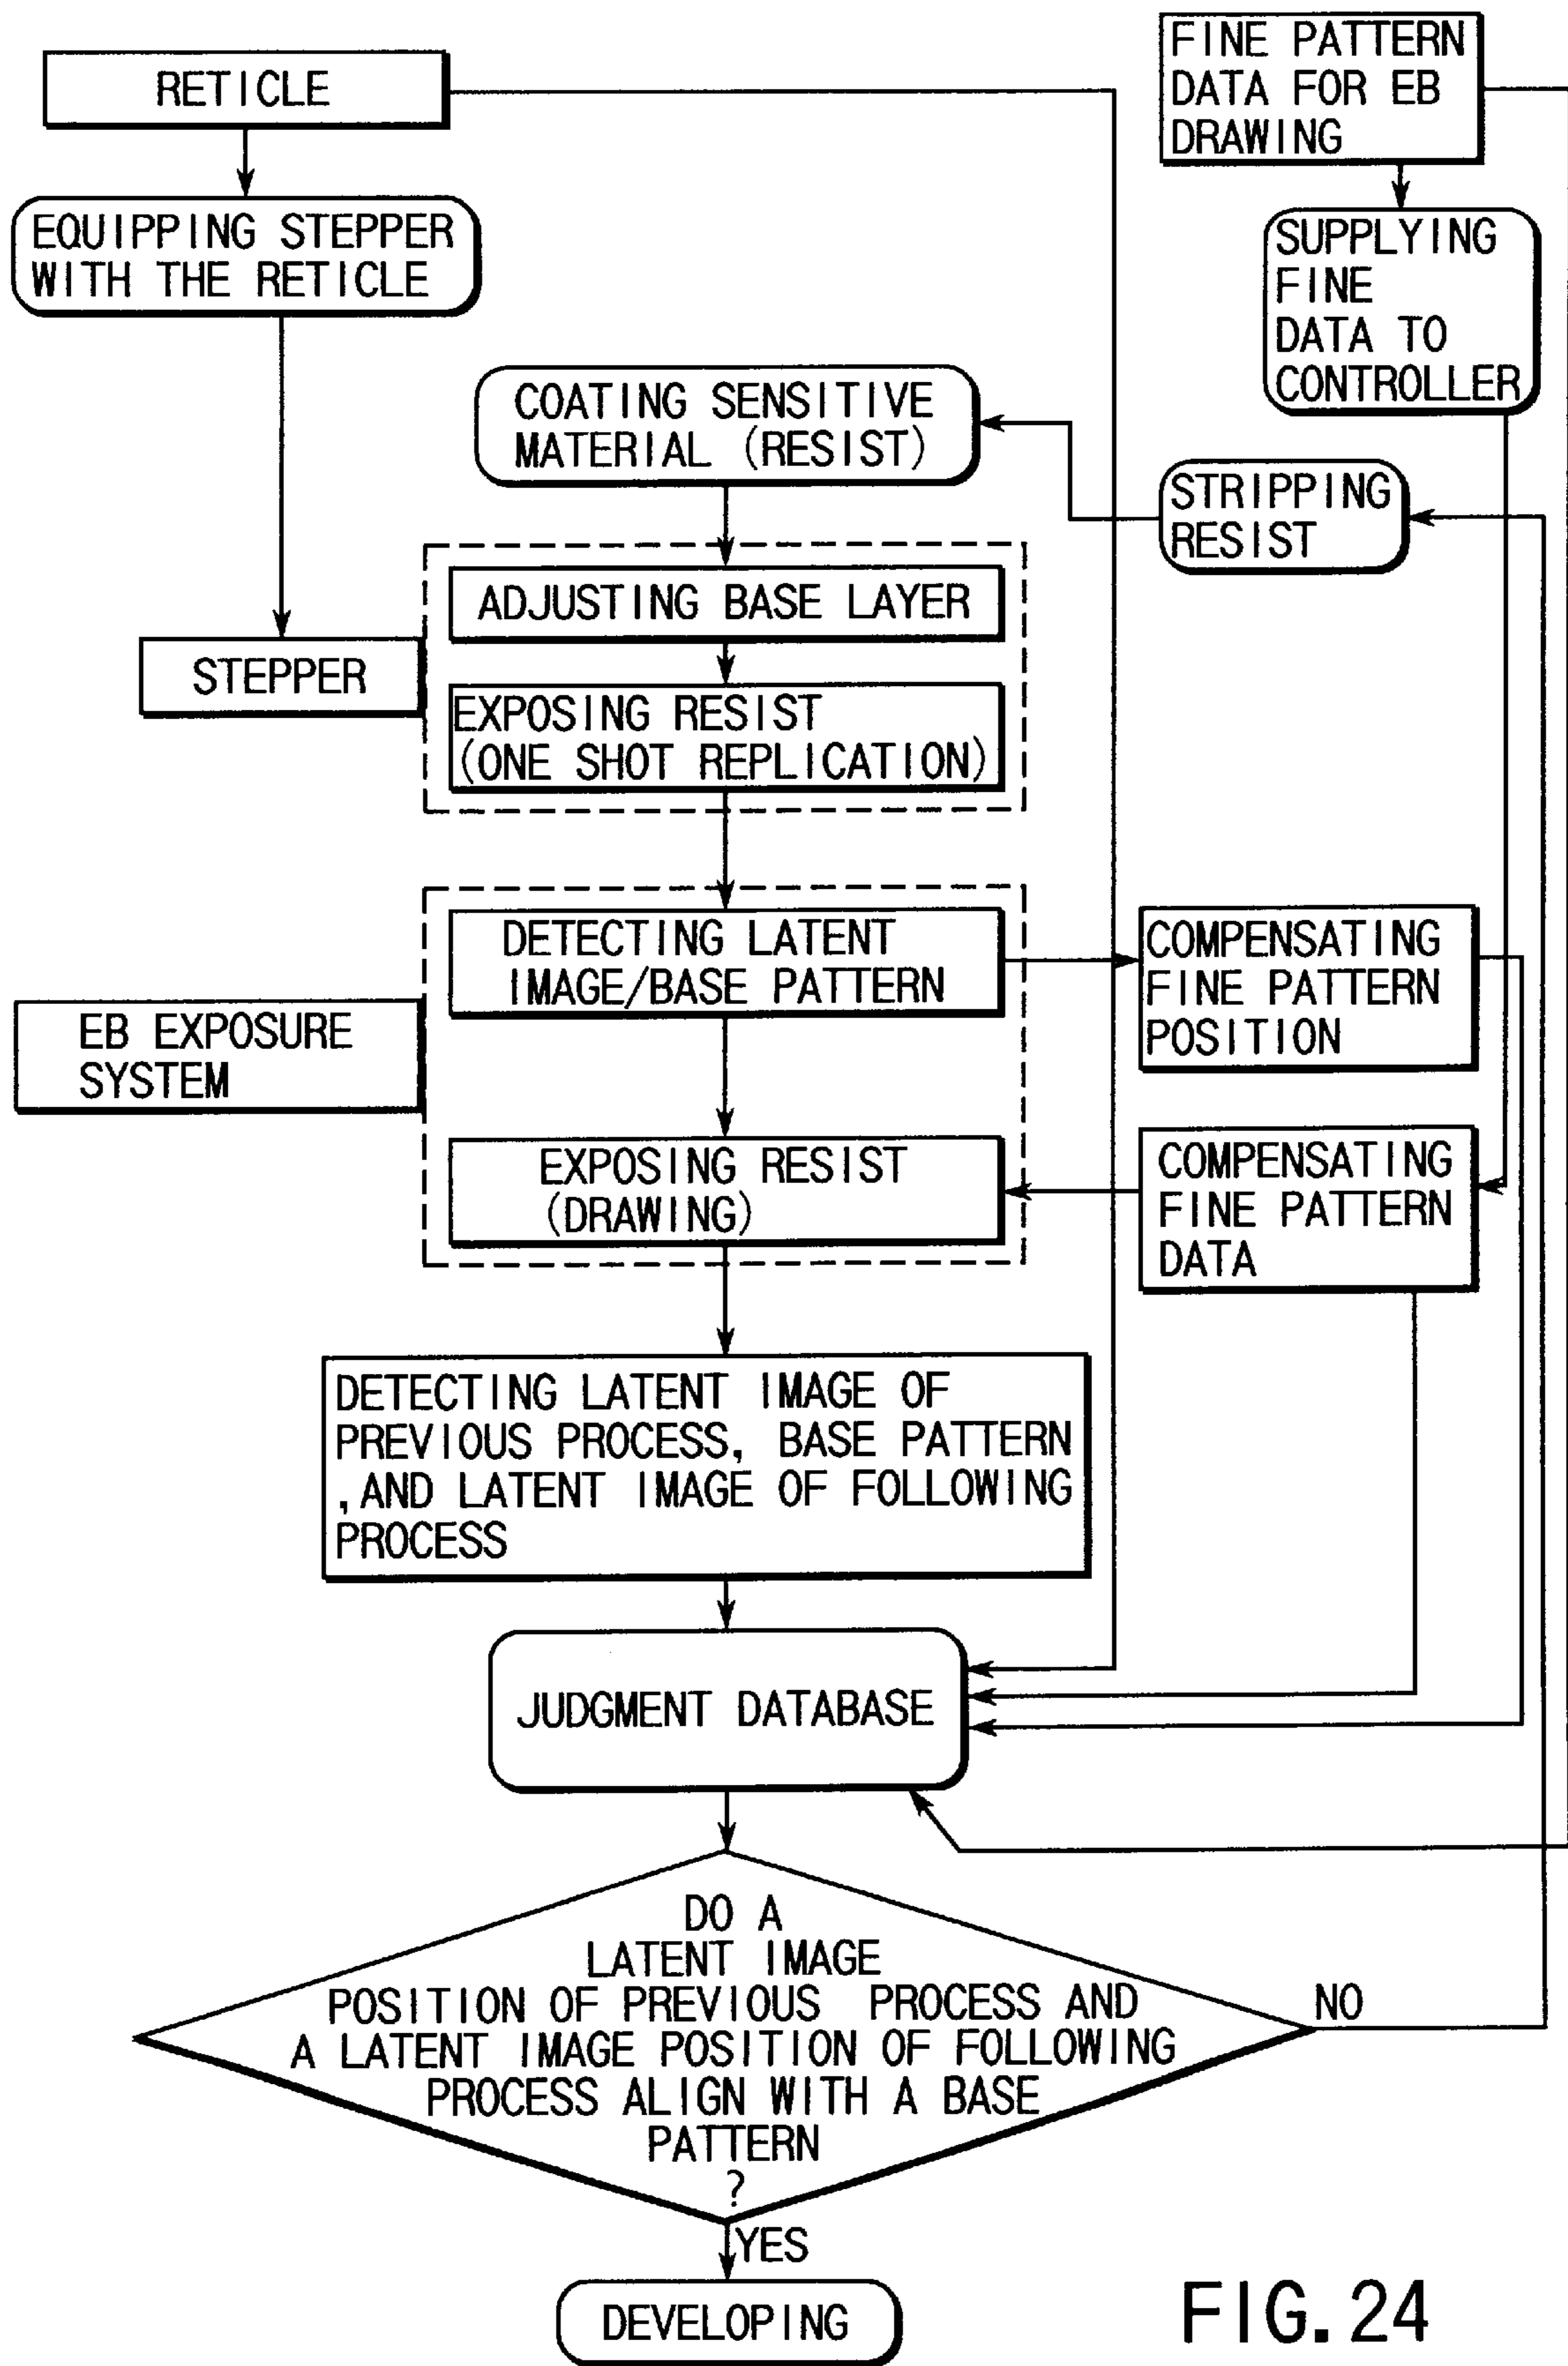 RETICLE
FINE PATTERN
DATA FOR EB
DRAWING
EQUIPPING STEPPER
WITH THE RETICLE
SUPPLYING
FINE
DATA TO
CONTROLLER
COATING SENSITIVE
MATERIAL (RESIST)
STRIPPING
RESIST
ADJUSTING BASE LAYER
STEPPER
EXPOSING RESIST
(ONE SHOT REPLICATION)
DETECTING LATENT
IMAGE/BASE PATTERN
COMPENSATING
FINE PATTERN
POSITION
EB EXPOSURE
SYSTEM
EXPOSING RESIST
(DRAWING)
COMPENSATING
FINE PATTERN
DATA
DETECTING LATENT IMAGE OF
PREVIOUS PROCESS, BASE PATTERN
,AND LATENT IMAGE OF FOLLOWING
PROCESS
JUDGMENT DATABASE
DO A
LATENT IMAGE
POSITION OF PREVIOUS PROCESS AND
A LATENT IMAGE POSITION OF FOLLOWING
PROCESS ALIGN WITH A BASE
PATTERN
?
NO
YES
DEVELOPING
FIG. 24